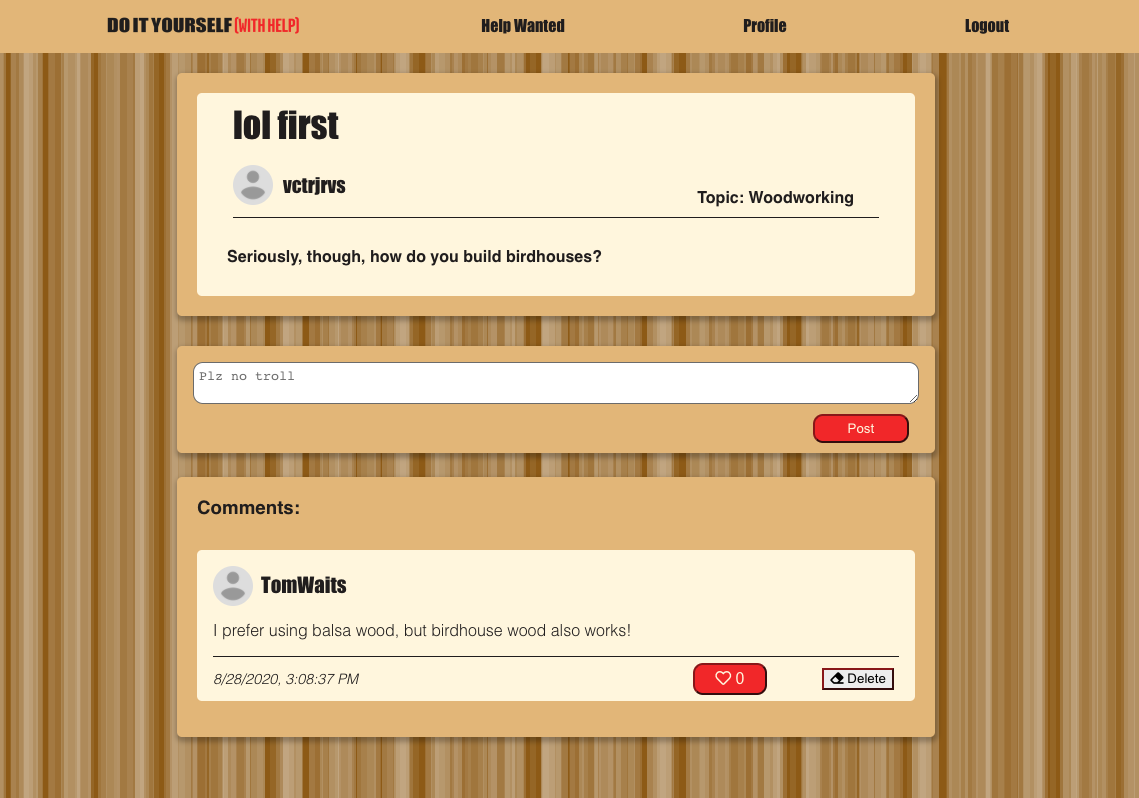 DO IT YOURSELF (WITH HELP) Help Wanted Profile Logout
lol first
vctrjrvs
Topic: Woodworking
Seriously, though, how do you build birdhouses?
Plz no troll
Post
Comments:
TomWaits
I prefer using balsa wood, but birdhouse wood also works!
8/28/2020, 3:08:37 PM 0 Delete